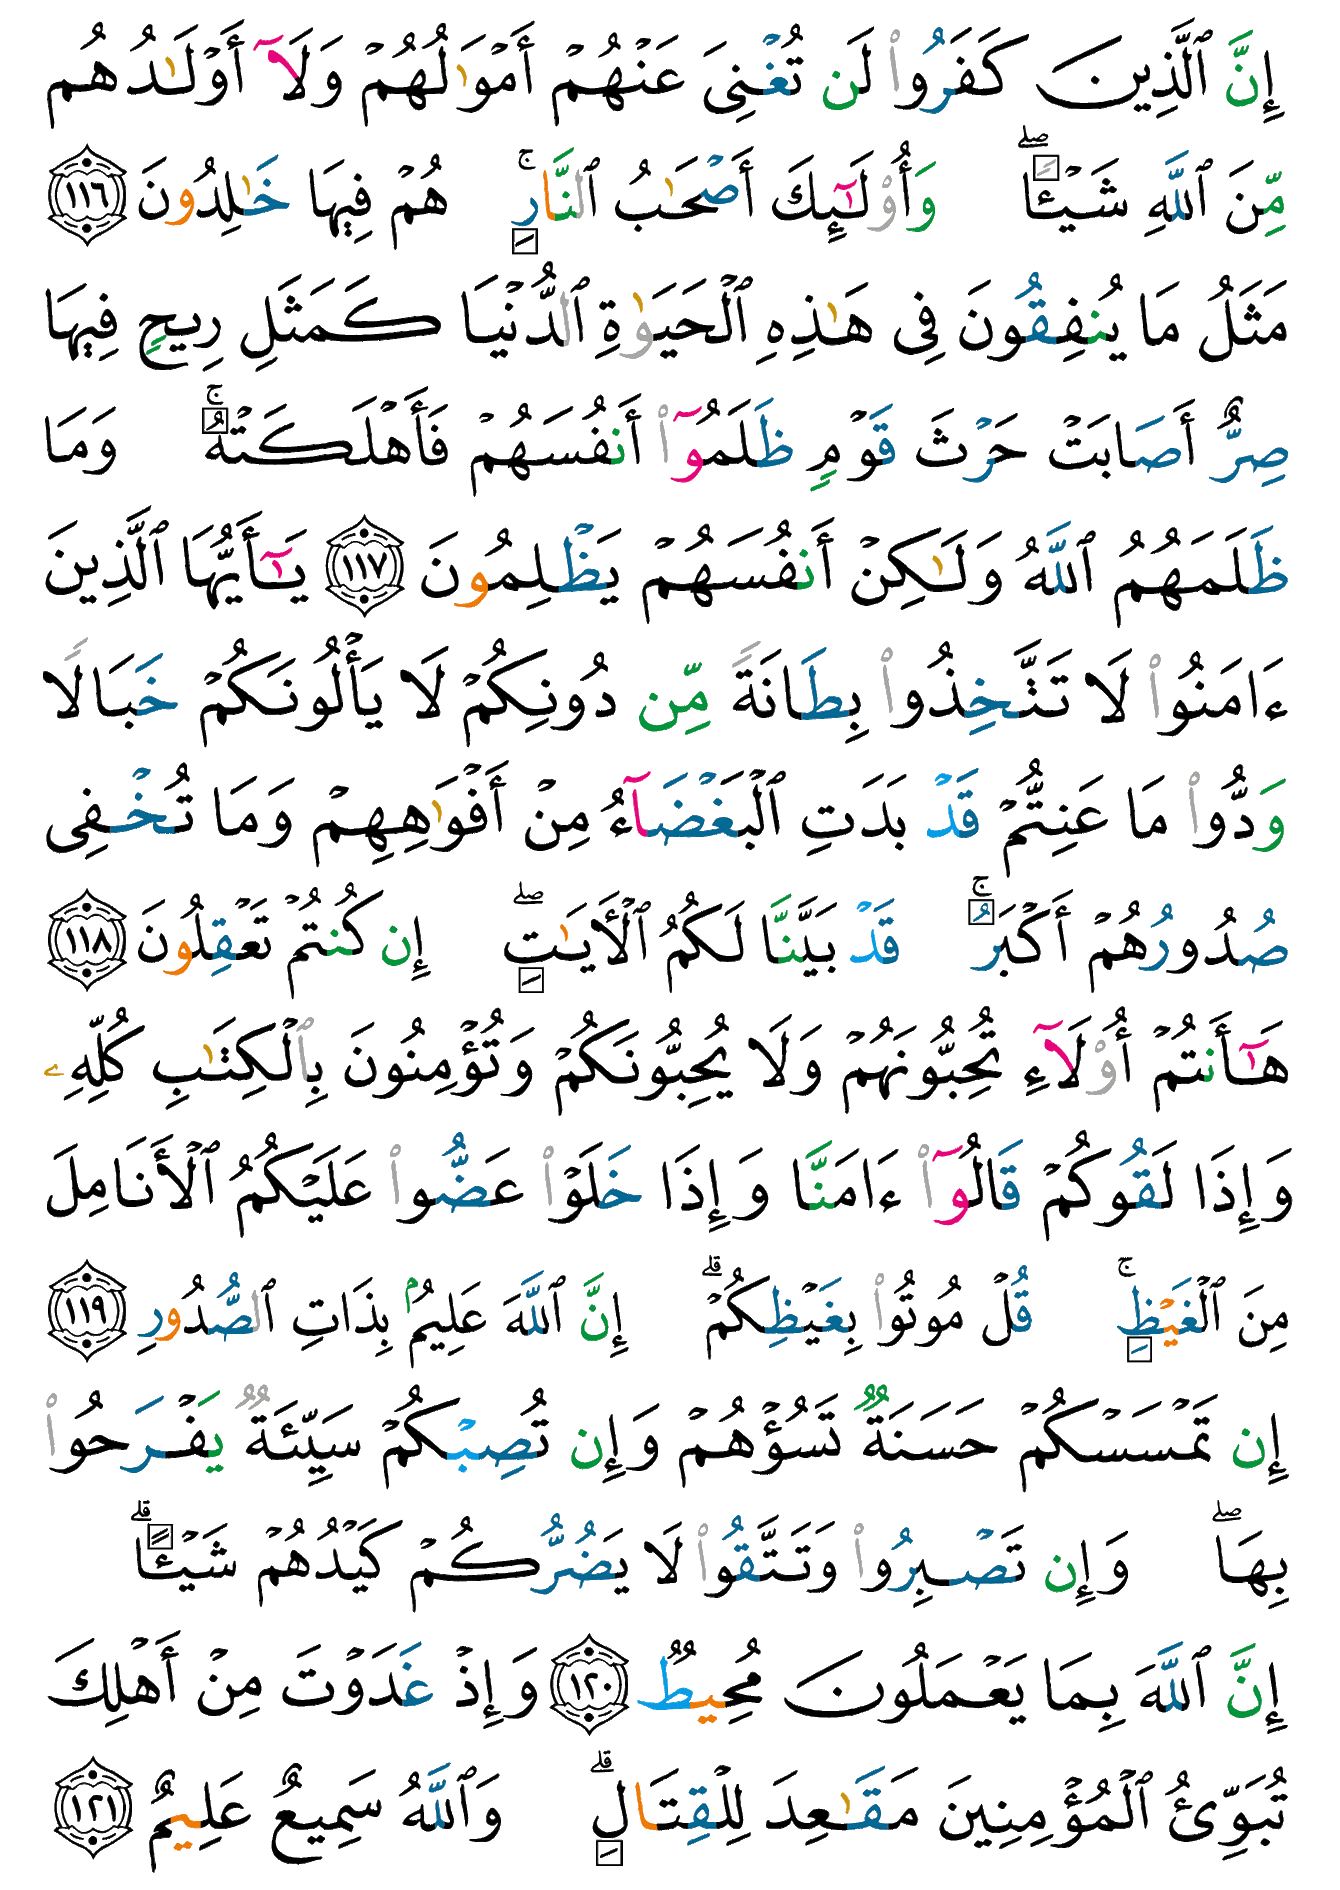 إِنَّ ٱلَّذِينَ كَفَرُوا۟ لَن تُغْنِىَ عَنْهُمْ أَمْوَٰلُهُمْ وَلَآ أَوْلَـٰدُهُم
مِّنَ ٱللَّهِ شَيْـًٔا ۖ وَأُو۟لَـٰٓئِكَ أَصْحَـٰبُ ٱلنَّارِ ۚ هُمْ فِيهَا خَـٰلِدُونَ ١١٦
مَثَلُ مَا يُنفِقُونَ فِى هَـٰذِهِ ٱلْحَيَوٰةِ ٱلدُّنْيَا كَمَثَلِ رِيحٍ فِيهَا
صِرٌّ أَصَابَتْ حَرْثَ قَوْمٍ ظَلَمُوٓا۟ أَنفُسَهُمْ فَأَهْلَكَتْهُ ۚ وَمَا
ظَلَمَهُمُ ٱللَّهُ وَلَـٰكِنْ أَنفُسَهُمْ يَظْلِمُونَ ١١٧ يَـٰٓأَيُّهَا ٱلَّذِينَ
ءَامَنُوا۟ لَا تَتَّخِذُوا۟ بِطَانَةً مِّن دُونِكُمْ لَا يَأْلُونَكُمْ خَبَالًا
وَدُّوا۟ مَا عَنِتُّمْ قَدْ بَدَتِ ٱلْبَغْضَآءُ مِنْ أَفْوَٰهِهِمْ وَمَا تُخْفِى
صُدُورُهُمْ أَكْبَرُ ۚ قَدْ بَيَّنَّا لَكُمُ ٱلْـَٔايَـٰتِ ۖ إِن كُنتُمْ تَعْقِلُونَ ١١٨
هَـٰٓأَنتُمْ أُو۟لَآءِ تُحِبُّونَهُمْ وَلَا يُحِبُّونَكُمْ وَتُؤْمِنُونَ بِٱلْكِتَـٰبِ كُلِّهِۦ
وَإِذَا لَقُوكُمْ قَالُوٓا۟ ءَامَنَّا وَإِذَا خَلَوْا۟ عَضُّوا۟ عَلَيْكُمُ ٱلْأَنَامِلَ
مِنَ ٱلْغَيْظِ ۚ قُلْ مُوتُوا۟ بِغَيْظِكُمْ ۗ إِنَّ ٱللَّهَ عَلِيمٌۢ بِذَاتِ ٱلصُّدُورِ ١١٩
إِن تَمْسَسْكُمْ حَسَنَةٌ تَسُؤْهُمْ وَإِن تُصِبْكُمْ سَيِّئَةٌ يَفْرَحُوا۟
بِهَا ۖ وَإِن تَصْبِرُوا۟ وَتَتَّقُوا۟ لَا يَضُرُّكُمْ كَيْدُهُمْ شَيْـًٔا ۗ
إِنَّ ٱللَّهَ بِمَا يَعْمَلُونَ مُحِيطٌ ١٢٠ وَإِذْ غَدَوْتَ مِنْ أَهْلِكَ
تُبَوِّئُ ٱلْمُؤْمِنِينَ مَقَـٰعِدَ لِلْقِتَالِ ۗ وَٱللَّهُ سَمِيعٌ عَلِيمٌ ١٢١